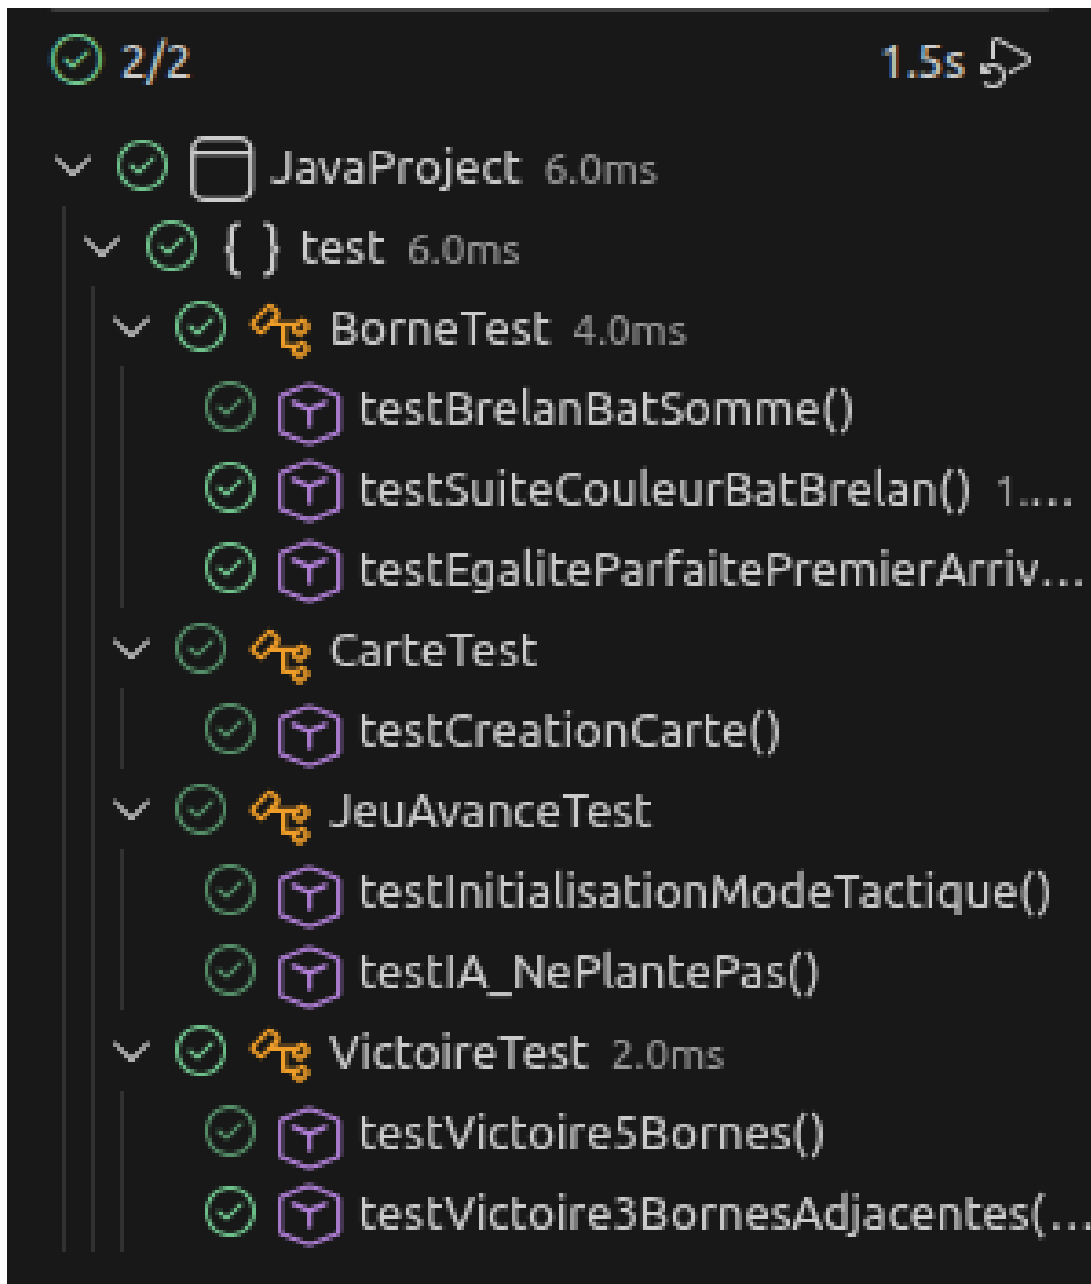 2/2 1.5s
JavaProject 6.0ms
{ } test 6.0ms
BorneTest 4.0ms
testBrelanBatSomme()
testSuiteCouleurBatBrelan() 1....
testEgaliteParfaitePremierArriv...
CarteTest
testCreationCarte()
JeuAvanceTest
testInitialisationModeTactique()
testIA_NePlantePas()
VictoireTest 2.0ms
testVictoire5Bornes()
testVictoire3BornesAdjacentes(...